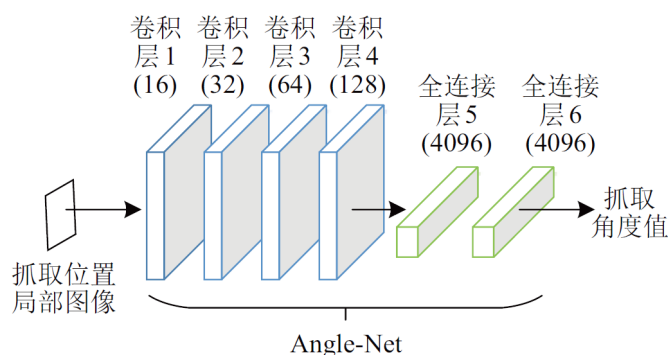 卷积
层1
(16)
卷积
层2
(32)
卷积
层3
(64)
卷积
层4
(128)
全连接
层5
(4096)
全连接
层6
(4096)
抓取位置
局部图像
抓取
角度值
Angle-Net